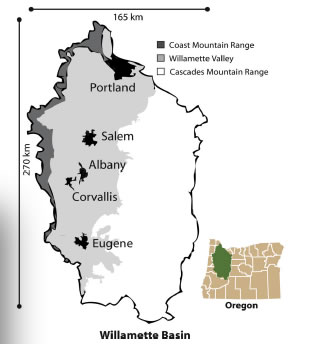 165 km
Coast Mountain Range
Willamette Valley
Cascades Mountain Range
Portland
270 km
Salem
Albany
Corvallis
Eugene
Oregon
Willamette Basin